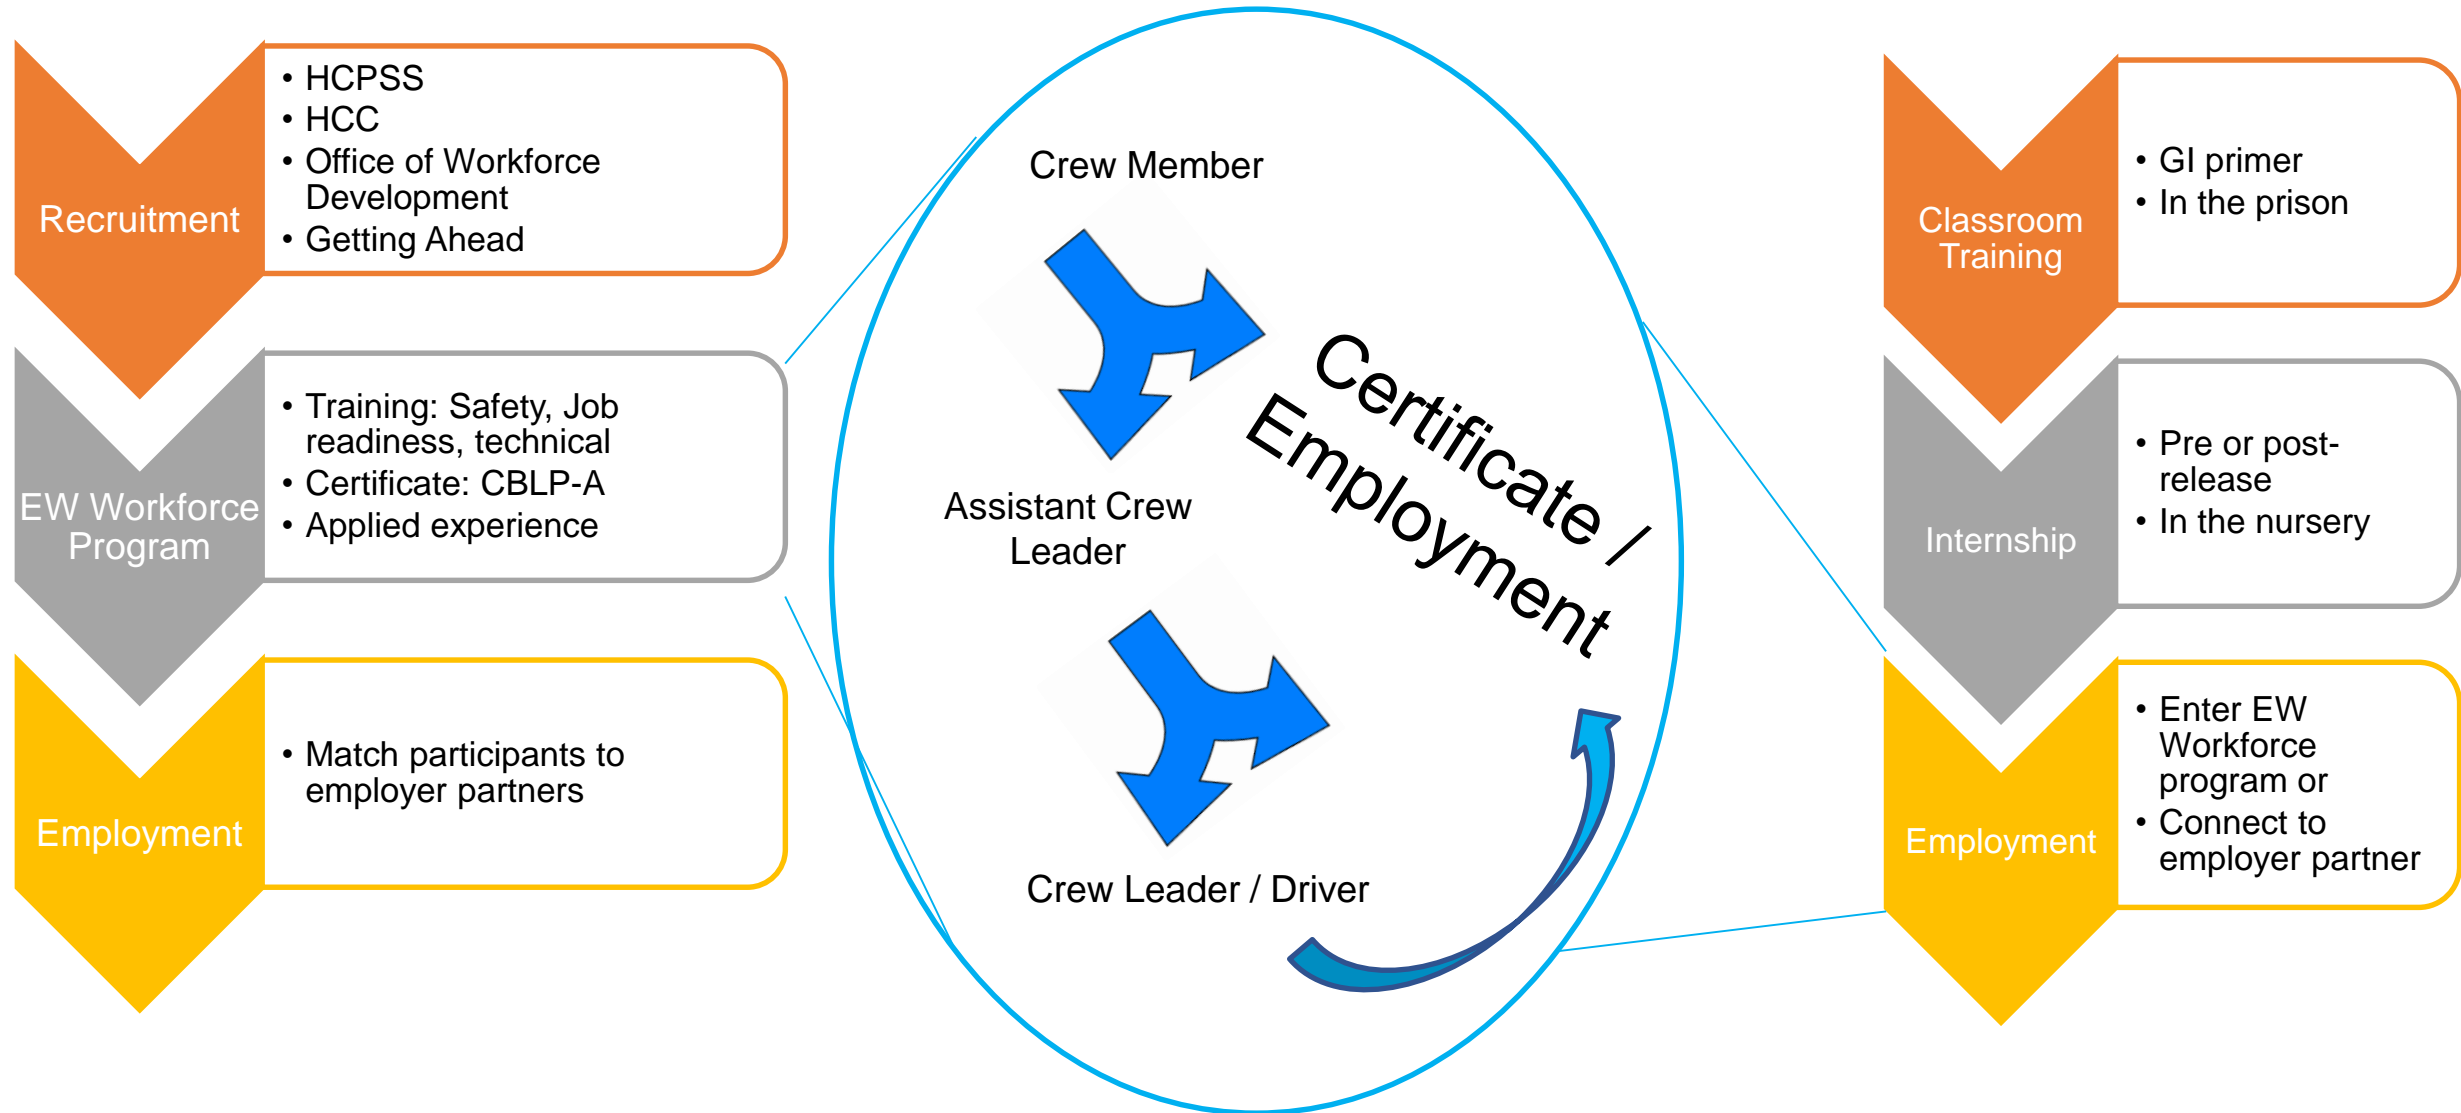 Recruitment
• HCPSS
• HCC
• Office of Workforce
Development
• Getting Ahead
EW Workforce
Program
• Training: Safety, Job
readiness, technical
• Certificate: CBLP-A
• Applied experience
Employment
• Match participants to
employer partners
Crew Member
Assistant Crew
Leader
Crew Leader / Driver
Certificate /
Employment
Classroom
Training
• GI primer
• In the prison
Internship
• Pre or post-
release
• In the nursery
Employment
• Enter EW
Workforce
program or
• Connect to
employer partner